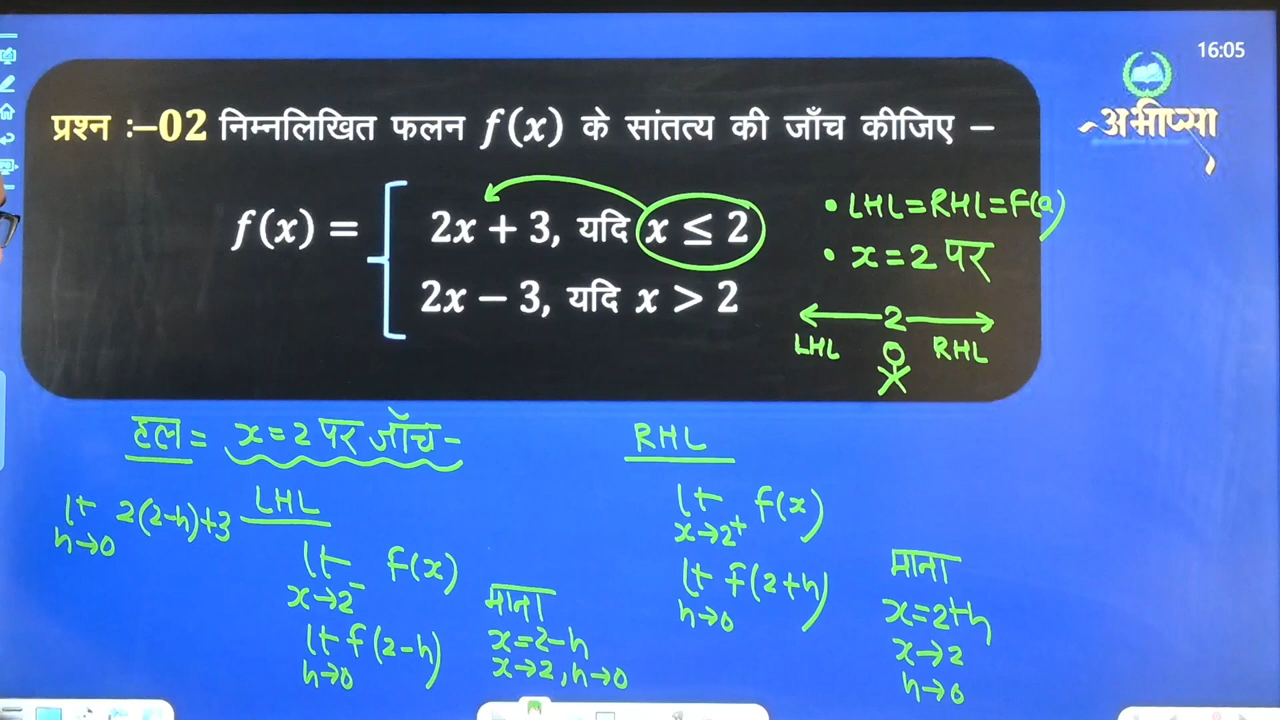 16:05
अभीप्सा
प्रश्न :–02 निम्नलिखित फलन f(x) के सांतत्य की जाँच कीजिए –
f(x) =
2x + 3, यदि x ≤ 2
2x − 3, यदि x > 2
• LHL=RHL=F(a)
• x=2 पर
2
LHL
RHL
हल = x=2 पर जाँच-
LHL
lt 2(2-h)+3
h→0
lt f(x)
x→2⁻
lt f(2-h)
h→0
माना
x=2-h
x→2, h→0
RHL
lt f(x)
x→2⁺
lt f(2+h)
h→0
माना
x=2+h
x→2
h→0